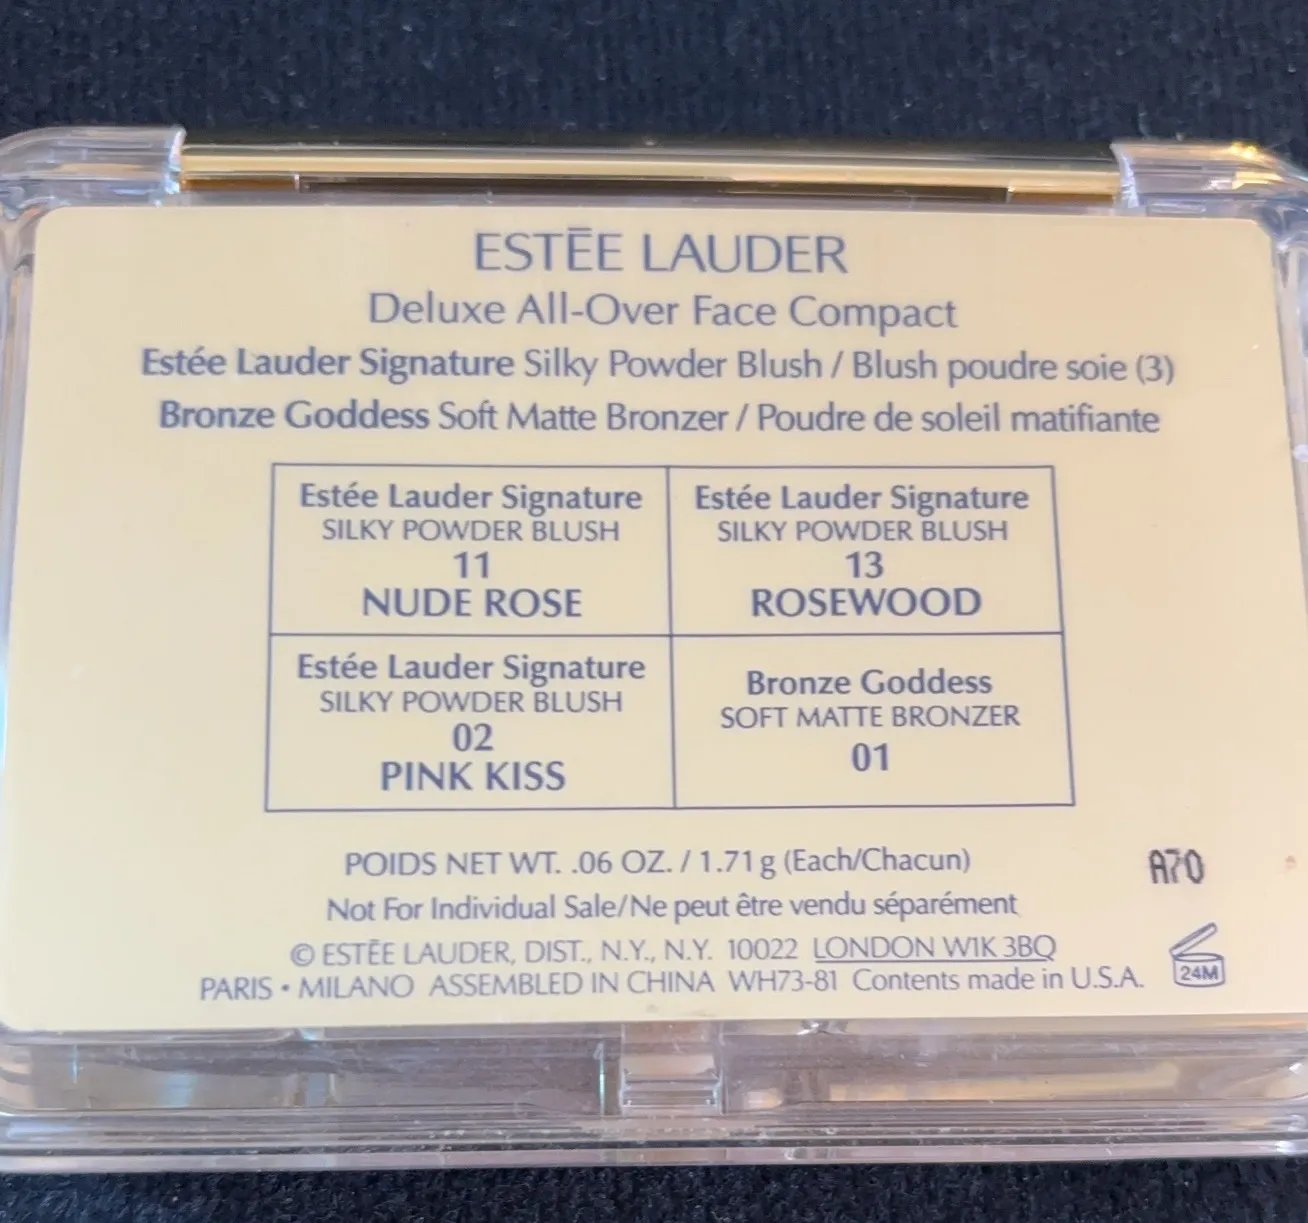 ESTĒE LAUDER
Deluxe All-Over Face Compact
Estée Lauder Signature Silky Powder Blush / Blush poudre soie (3)
Bronze Goddess Soft Matte Bronzer / Poudre de soleil matifiante
Estée Lauder Signature
SILKY POWDER BLUSH
11
NUDE ROSE
Estée Lauder Signature
SILKY POWDER BLUSH
13
ROSEWOOD
Estée Lauder Signature
SILKY POWDER BLUSH
02
PINK KISS
Bronze Goddess
SOFT MATTE BRONZER
01
POIDS NET WT. .06 OZ. / 1.71 g (Each/Chacun)
A70
Not For Individual Sale/Ne peut être vendu séparément
© ESTĒE LAUDER, DIST., N.Y., N.Y. 10022 LONDON W1K 3BQ
PARIS • MILANO ASSEMBLED IN CHINA WH73-81 Contents made in U.S.A.
24M